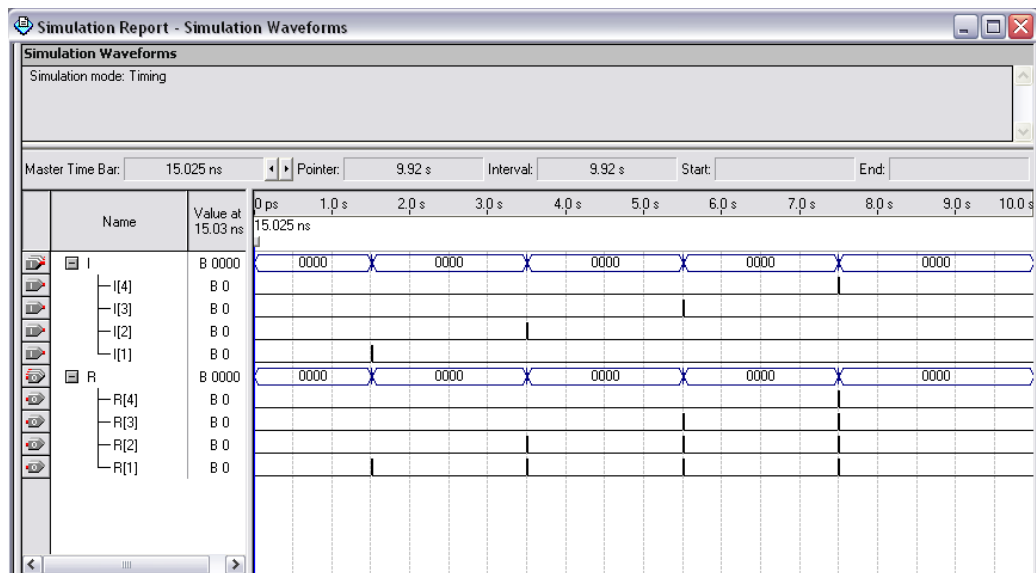 Simulation Report - Simulation Waveforms
Simulation Waveforms
Simulation mode: Timing
Master Time Bar: 15.025 ns Pointer: 9.92 s Interval: 9.92 s Start: End:
Name Value at 15.03 ns
0 ps 1.0 s 2.0 s 3.0 s 4.0 s 5.0 s 6.0 s 7.0 s 8.0 s 9.0 s 10.0 s
15.025 ns
I B 0000 0000 0000 0000 0000 0000
I[4] B 0
I[3] B 0
I[2] B 0
I[1] B 0
R B 0000 0000 0000 0000 0000 0000
R[4] B 0
R[3] B 0
R[2] B 0
R[1] B 0